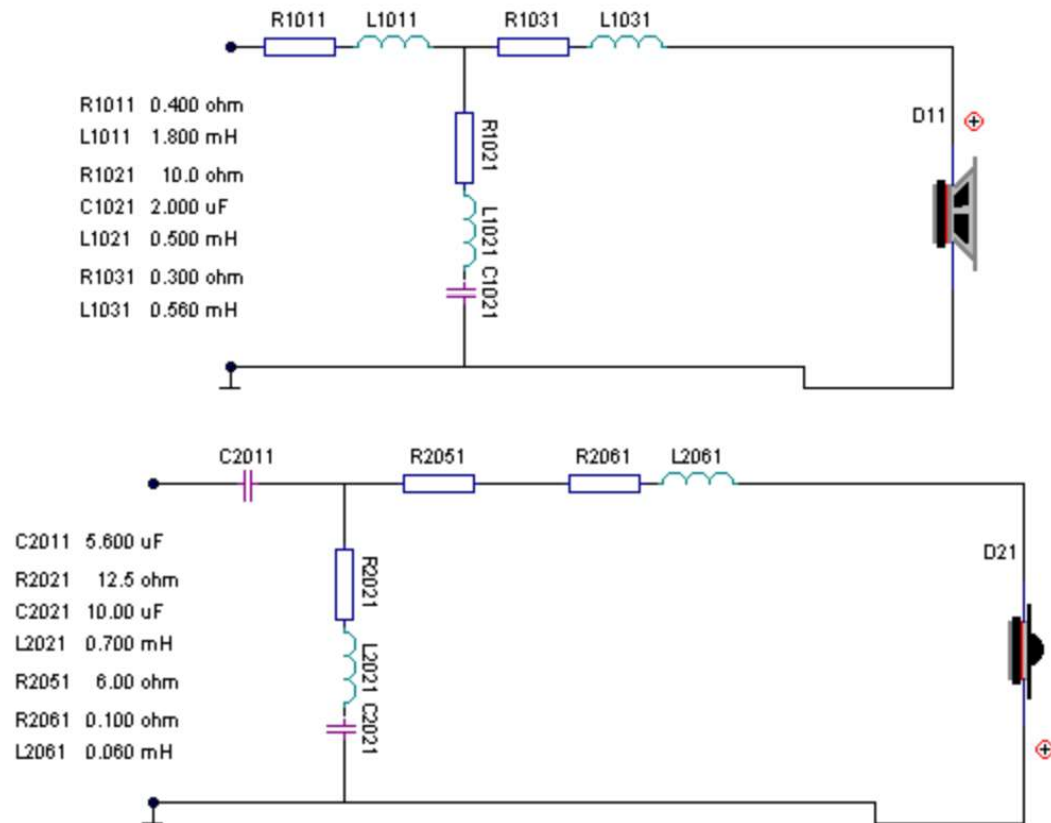 R1011 L1011 R1031 L1031
R1011 0.400 ohm
L1011 1.800 mH
R1021 10.0 ohm
C1021 2.000 uF
L1021 0.500 mH
R1031 0.300 ohm
L1031 0.560 mH
R1021
L1021 C1021
D11
C2011 R2051 R2061 L2061
C2011 5.600 uF
R2021 12.5 ohm
C2021 10.00 uF
L2021 0.700 mH
R2051 6.00 ohm
R2061 0.100 ohm
L2061 0.060 mH
R2021
L2021 C2021
D21